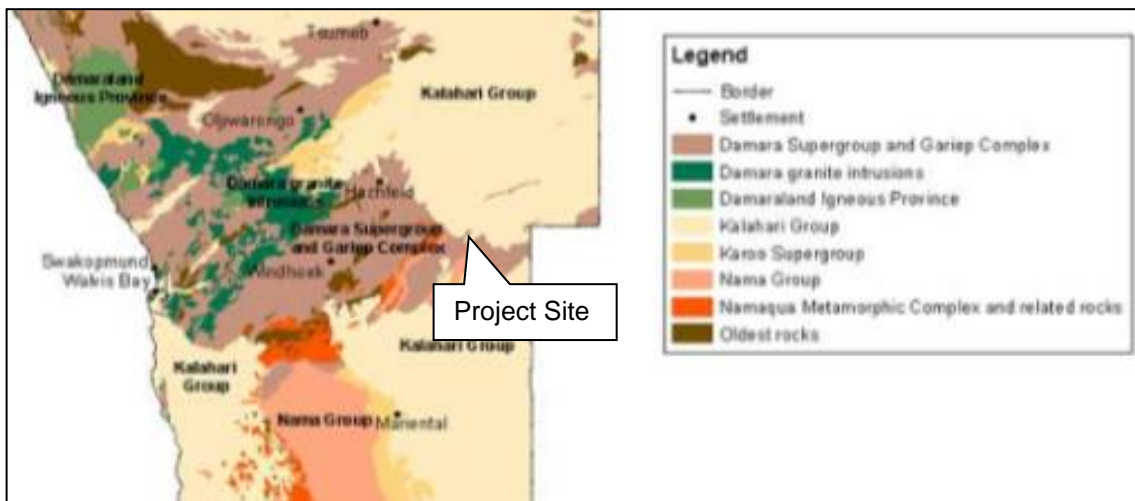 Tsumeb
Damaraland
Igneous Province
Kalahari Group
Otjiwarongo
Damara granite
intrusions
Hochfeld
Damara Supergroup
and Gariep Complex
Swakopmund
Walvis Bay
Windhoek
Project Site
Kalahari Group
Kalahari
Group
Nama Group
Mariental
Legend
Border
Settlement
Damara Supergroup and Gariep Complex
Damara granite intrusions
Damaraland Igneous Province
Kalahari Group
Karoo Supergroup
Nama Group
Namaqua Metamorphic Complex and related rocks
Oldest rocks